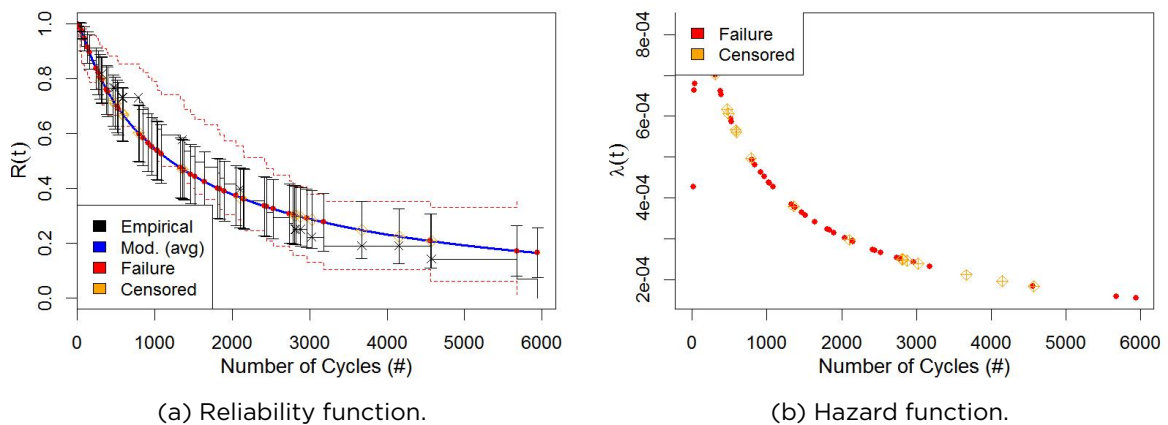 1.0
0.8
0.6
0.4
0.2
0.0
R(t)
Empirical
Mod. (avg)
Failure
Censored
0 1000 2000 3000 4000 5000 6000
Number of Cycles (#)
(a) Reliability function.
8e-04
6e-04
4e-04
2e-04
λ(t)
Failure
Censored
0 1000 2000 3000 4000 5000 6000
Number of Cycles (#)
(b) Hazard function.